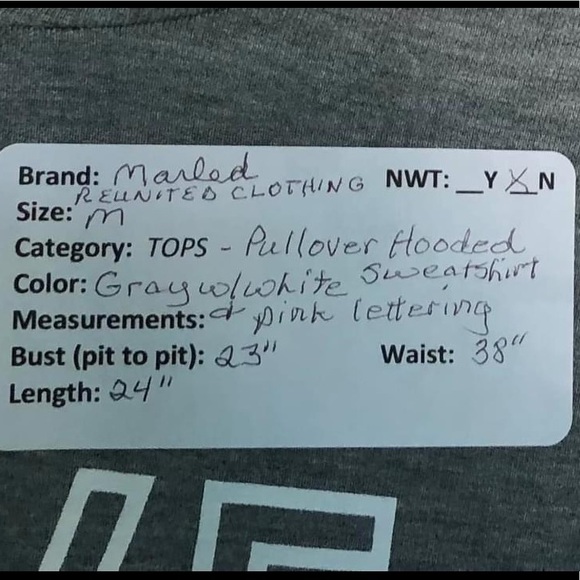 Brand: Marled NWT: __Y X N
REUNITED CLOTHING
Size: M
Category: TOPS - Pullover Hooded
Color: Gray w/white Sweatshirt
Measurements: & pink lettering
Bust (pit to pit): 23" Waist: 38"
Length: 24"